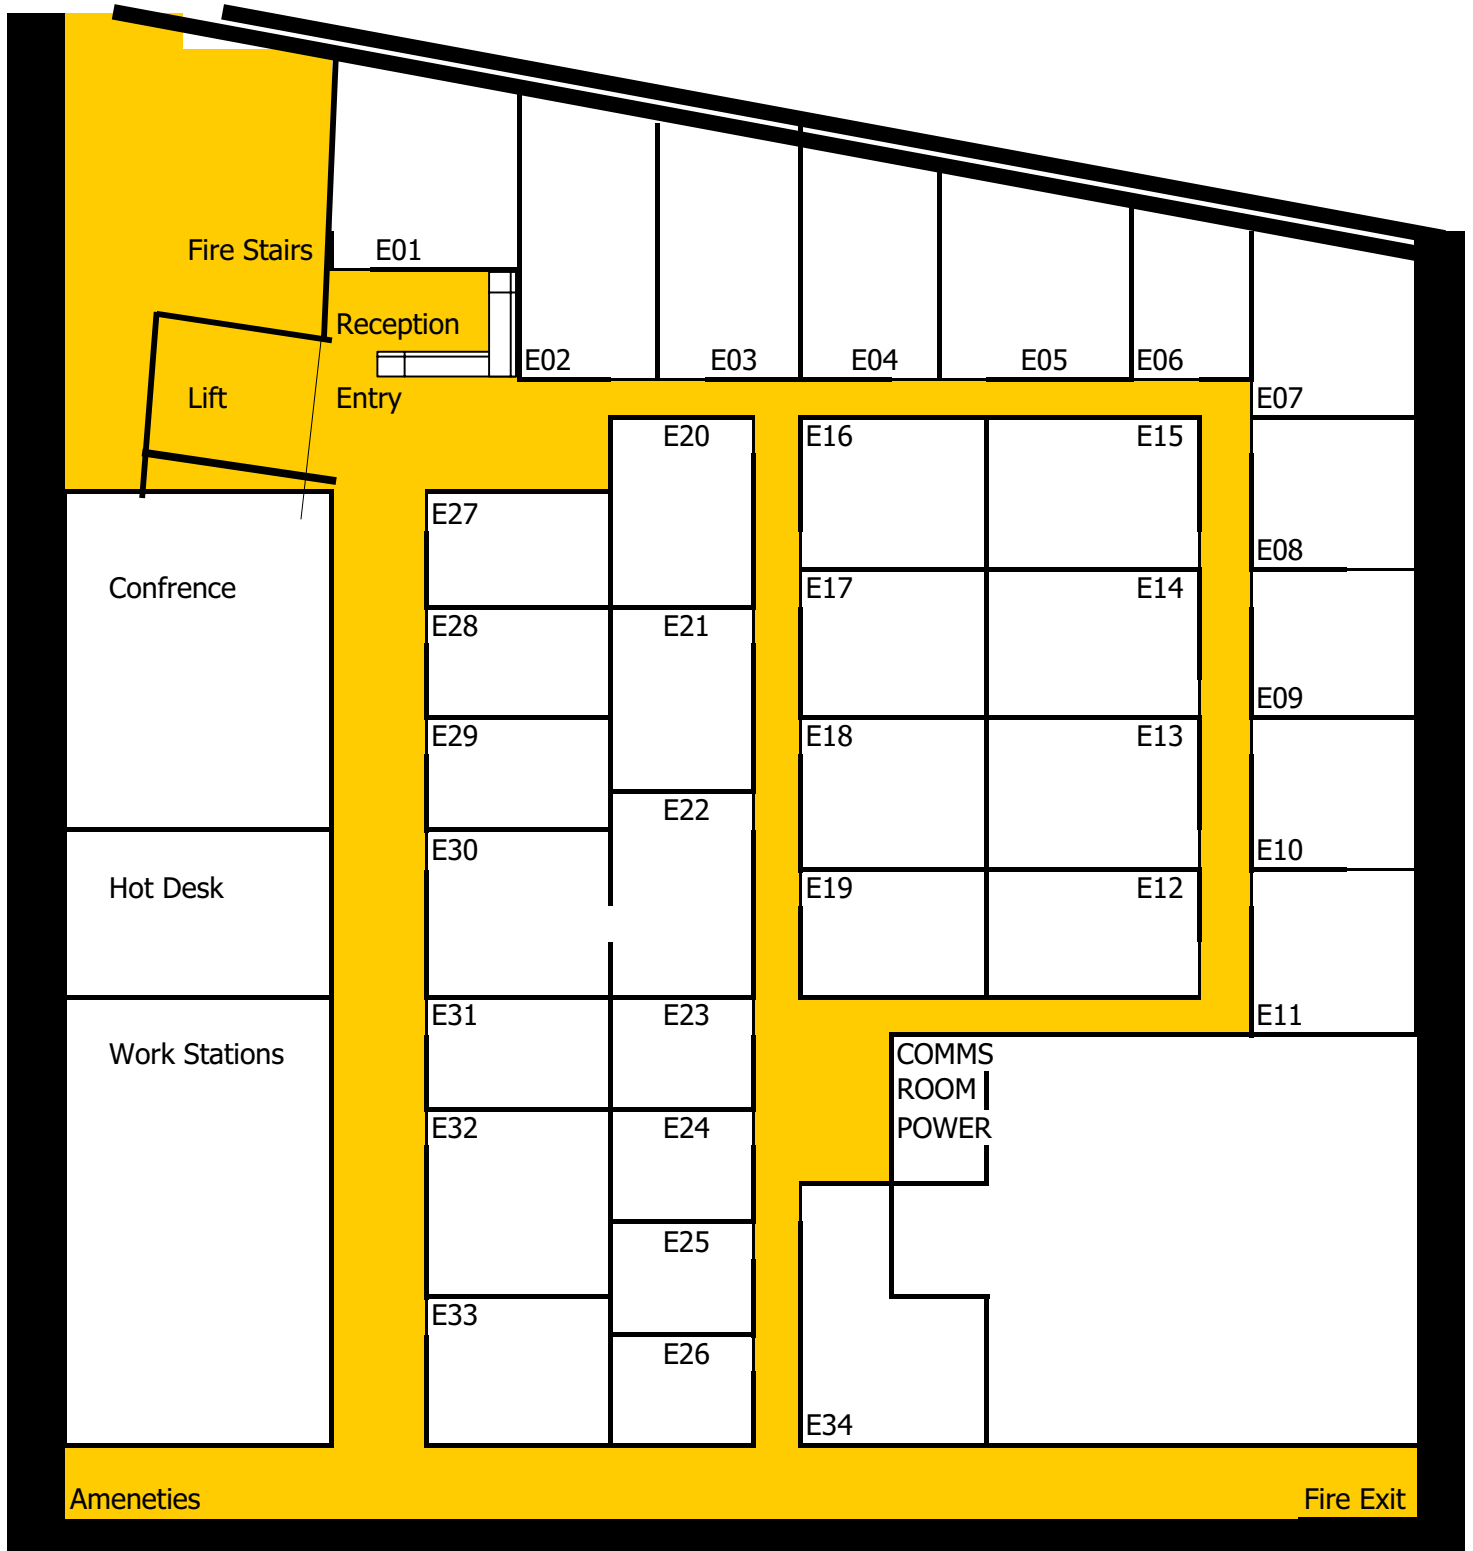 Fire Stairs
E01
Reception
E02
E03
E04
E05
E06
Lift
Entry
E07
E20
E16
E15
E27
E08
Confrence
E17
E14
E28
E21
E09
E29
E18
E13
E22
E30
E10
Hot Desk
E19
E12
E31
E23
E11
Work Stations
COMMS
ROOM
POWER
E32
E24
E25
E33
E26
E34
Ameneties
Fire Exit